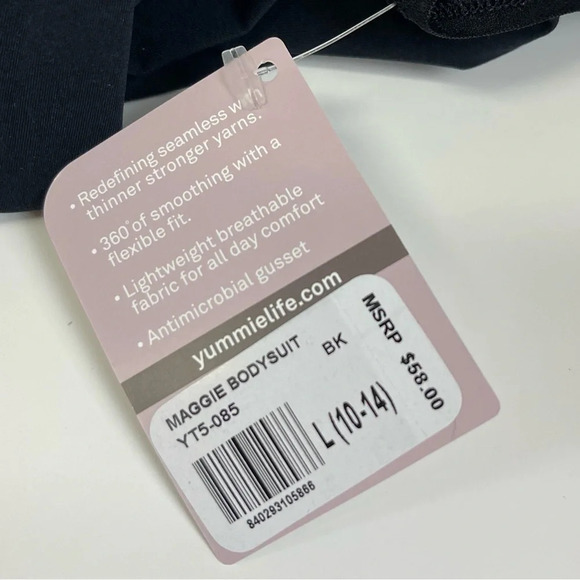 • Redefining seamless with
thinner stronger yarns.
• 360° of smoothing with a
flexible fit.
• Lightweight breathable
fabric for all day comfort
• Antimicrobial gusset
yummielife.com
MAGGIE BODYSUIT
YT5-085
BK
MSRP $58.00
L (10-14)
840293105866